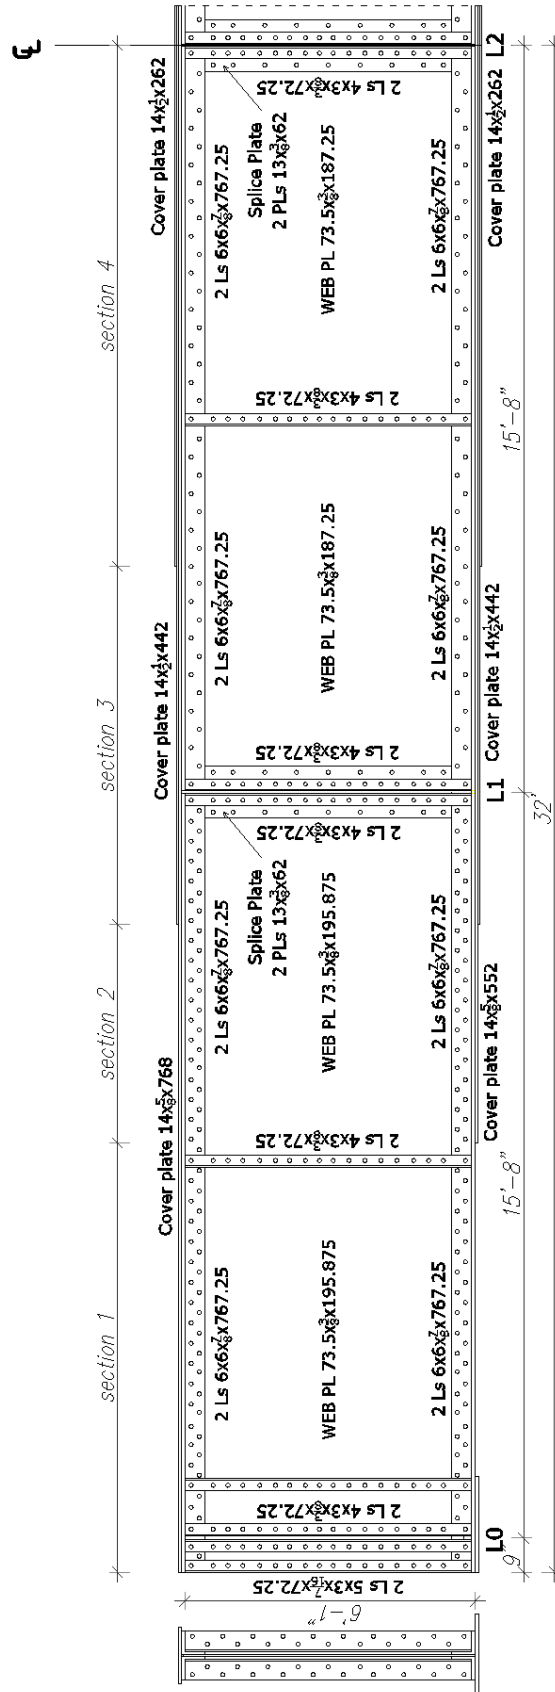 ℄
section 1
section 2
section 3
section 4
Cover plate 14x5/8x768
Cover plate 14x1/2x442
Cover plate 14x1/2x262
2 Ls 6x6x7/8x767.25
2 Ls 6x6x7/8x767.25
2 Ls 6x6x7/8x767.25
2 Ls 6x6x7/8x767.25
Splice Plate
2 PLs 13x3/8x62
Splice Plate
2 PLs 13x3/8x62
6'-1"
2 Ls 5x3x7/16x72.25
2 Ls 4x3x3/8x72.25
WEB PL 73.5x3/8x195.875
2 Ls 4x3x3/8x72.25
WEB PL 73.5x3/8x195.875
2 Ls 4x3x3/8x72.25
2 Ls 4x3x3/8x72.25
WEB PL 73.5x3/8x187.25
2 Ls 4x3x3/8x72.25
WEB PL 73.5x3/8x187.25
2 Ls 4x3x3/8x72.25
2 Ls 6x6x7/8x767.25
2 Ls 6x6x7/8x767.25
2 Ls 6x6x7/8x767.25
2 Ls 6x6x7/8x767.25
Cover plate 14x5/8x552
Cover plate 14x1/2x442
Cover plate 14x1/2x262
L0
L1
L2
9"
15'-8"
15'-8"
32'